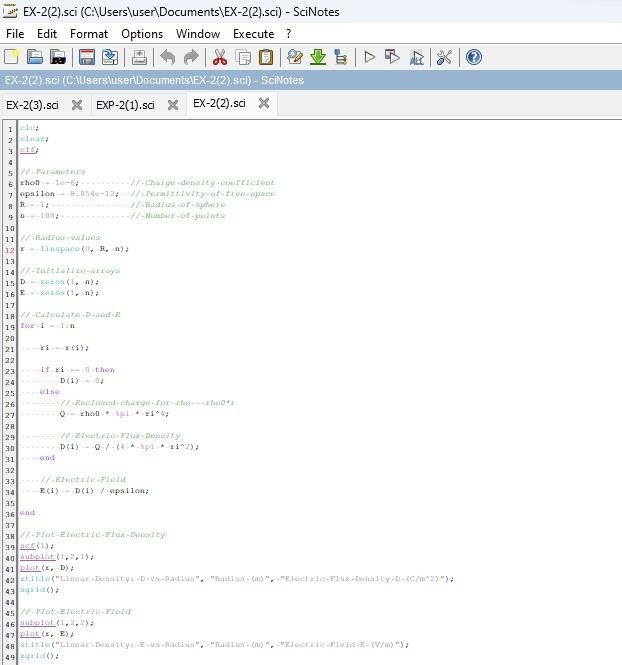 EX-2(2).sci (C:\Users\user\Documents\EX-2(2).sci) - SciNotes
File Edit Format Options Window Execute ?
EX-2(2).sci (C:\Users\user\Documents\EX-2(2).sci) - SciNotes
EX-2(3).sci EXP-2(1).sci EX-2(2).sci
1 clc;
2 clear;
3 clf;
4
5 // Parameters
6 rho0 = 1e-6; // Charge density coefficient
7 epsilon = 8.854e-12; // Permittivity of free space
8 R = 1; // Radius of sphere
9 n = 100; // Number of points
10
11 // Radius values
12 r = linspace(0, R, n);
13
14 // Initialize arrays
15 D = zeros(1, n);
16 E = zeros(1, n);
17
18 // Calculate D and E
19 for i = 1:n
20
21 ri = r(i);
22
23 if ri == 0 then
24 D(i) = 0;
25 else
26 // Enclosed charge for rho = rho0*r
27 Q = rho0 * %pi * ri^4;
28
29 // Electric Flux Density
30 D(i) = Q / (4 * %pi * ri^2);
31 end
32
33 // Electric Field
34 E(i) = D(i) / epsilon;
35
36 end
37
38 // Plot Electric Flux Density
39 scf(1);
40 subplot(1,2,1);
41 plot(r, D);
42 xtitle("Linear Density: D vs Radius", "Radius (m)", "Electric Flux Density D (C/m^2)");
43 xgrid();
44
45 // Plot Electric Field
46 subplot(1,2,2);
47 plot(r, E);
48 xtitle("Linear Density: E vs Radius", "Radius (m)", "Electric Field E (V/m)");
49 xgrid();